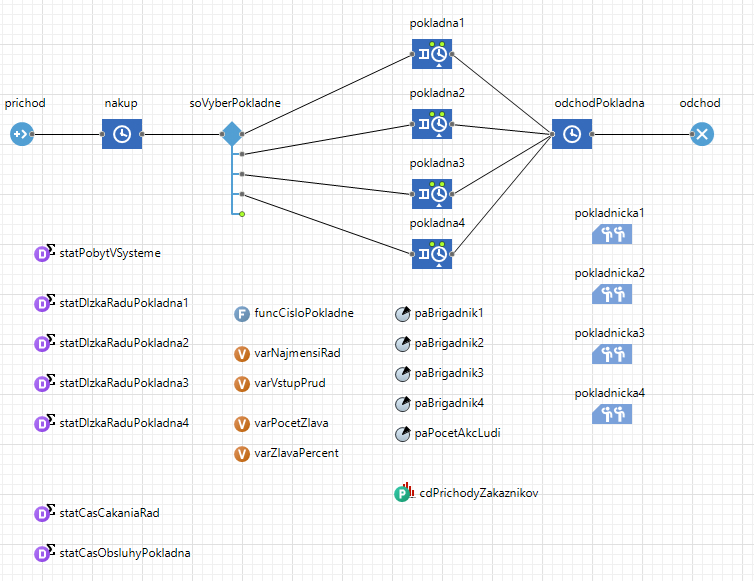 pokladna1
pokladna2
prichod
nakup
soVyberPokladne
odchodPokladna
odchod
pokladna3
pokladna4
pokladnicka1
statPobytVSysteme
pokladnicka2
statDlzkaRaduPokladna1
funcCisloPokladne
paBrigadnik1
pokladnicka3
statDlzkaRaduPokladna2
varNajmensiRad
paBrigadnik2
statDlzkaRaduPokladna3
varVstupPrud
paBrigadnik3
pokladnicka4
paBrigadnik4
statDlzkaRaduPokladna4
varPocetZlava
paPocetAkcLudi
varZlavaPercent
cdPrichodyZakaznikov
statCasCakaniaRad
statCasObsluhyPokladna